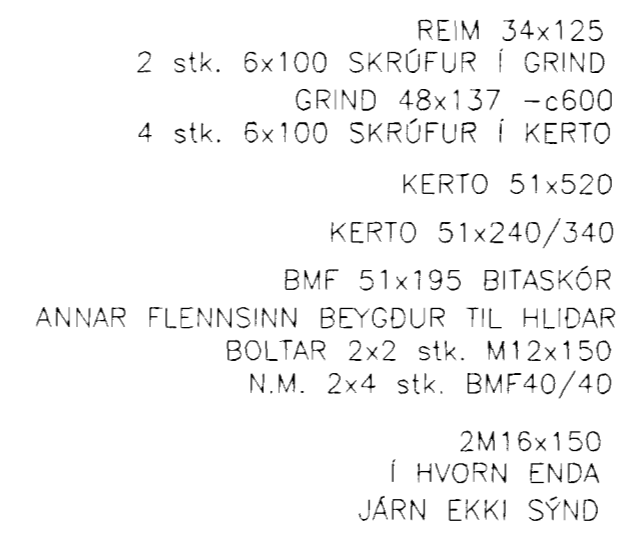 REIM 34x125
2 stk. 6x100 SKRÚFUR Í GRIND
GRIND 48x137 -c600
4 stk. 6x100 SKRÚFUR Í KERTO
KERTO 51x520
KERTO 51x240/340
BMF 51x195 BITASKÓR
ANNAR FLENNSINN BEYGÐUR TIL HLIÐAR
BOLTAR 2x2 stk. M12x150
N.M. 2x4 stk. BMF40/40
2M16x150
Í HVORN ENDA
JÁRN EKKI SÝND